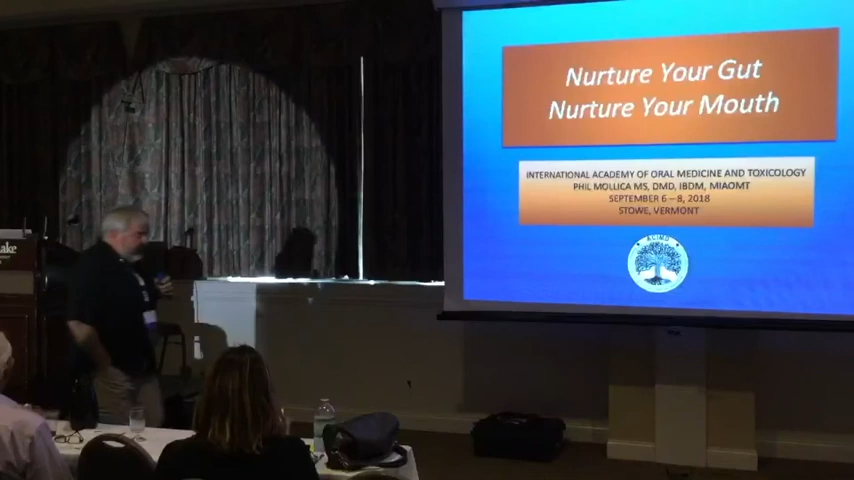 Nurture Your Gut
Nurture Your Mouth
INTERNATIONAL ACADEMY OF ORAL MEDICINE AND TOXICOLOGY
PHIL MOLLICA MS, DMD, IBDM, MIAOMT
SEPTEMBER 6 – 8, 2018
STOWE, VERMONT
ake